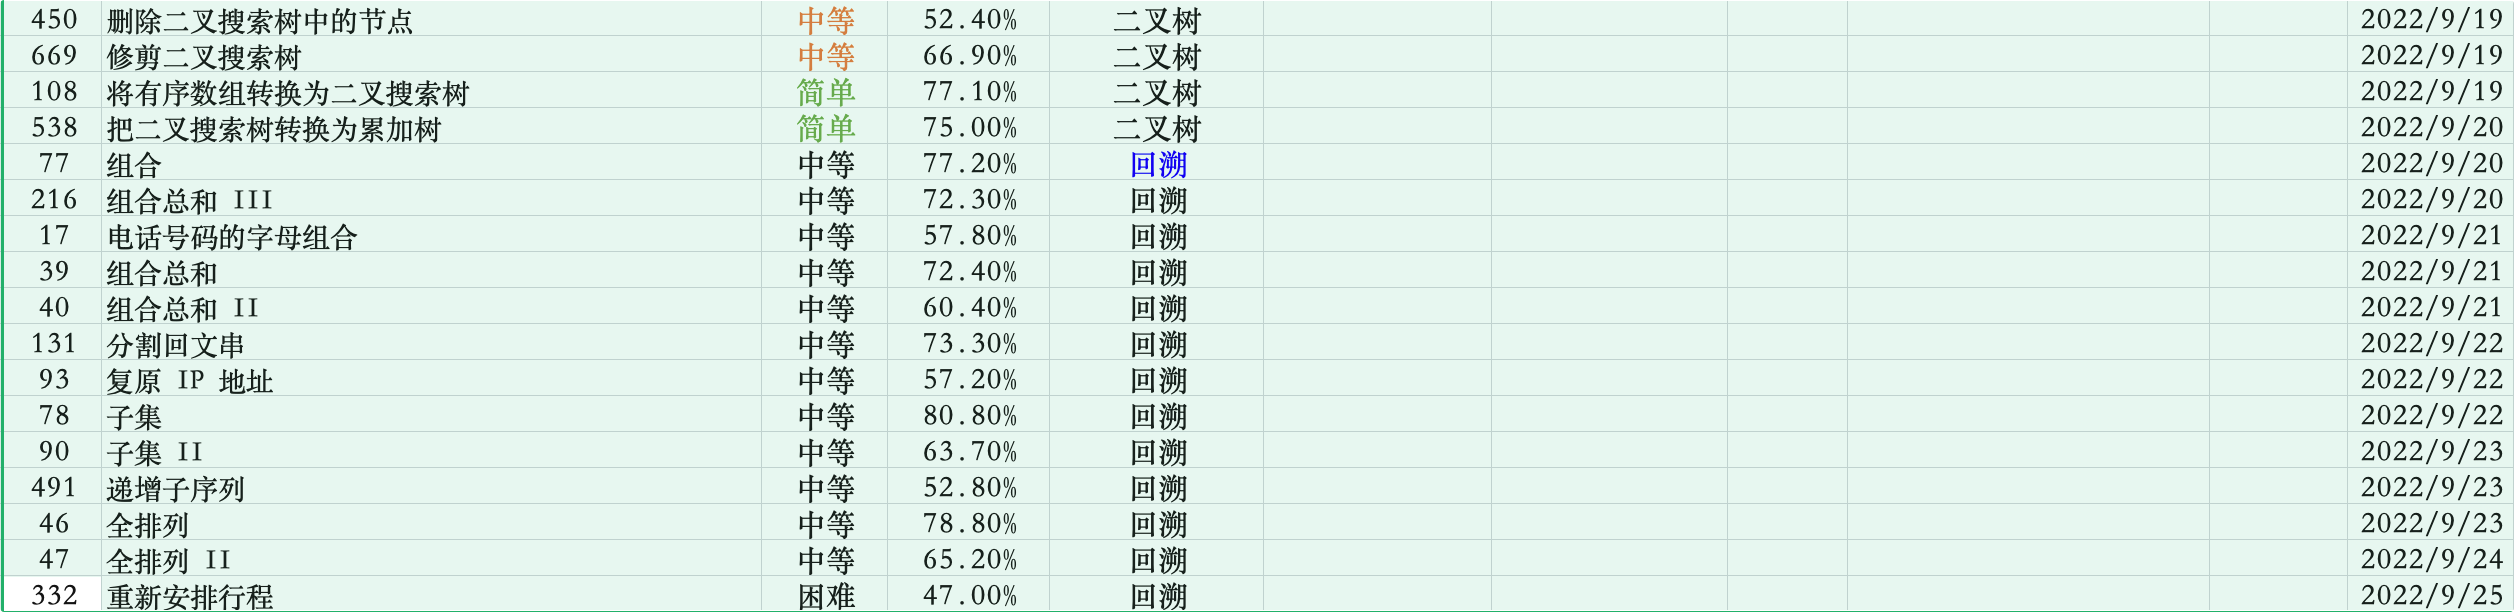 450 删除二叉搜索树中的节点 中等 52.40% 二叉树 2022/9/19
669 修剪二叉搜索树 中等 66.90% 二叉树 2022/9/19
108 将有序数组转换为二叉搜索树 简单 77.10% 二叉树 2022/9/19
538 把二叉搜索树转换为累加树 简单 75.00% 二叉树 2022/9/20
77 组合 中等 77.20% 回溯 2022/9/20
216 组合总和 III 中等 72.30% 回溯 2022/9/20
17 电话号码的字母组合 中等 57.80% 回溯 2022/9/21
39 组合总和 中等 72.40% 回溯 2022/9/21
40 组合总和 II 中等 60.40% 回溯 2022/9/21
131 分割回文串 中等 73.30% 回溯 2022/9/22
93 复原 IP 地址 中等 57.20% 回溯 2022/9/22
78 子集 中等 80.80% 回溯 2022/9/22
90 子集 II 中等 63.70% 回溯 2022/9/23
491 递增子序列 中等 52.80% 回溯 2022/9/23
46 全排列 中等 78.80% 回溯 2022/9/23
47 全排列 II 中等 65.20% 回溯 2022/9/24
332 重新安排行程 困难 47.00% 回溯 2022/9/25